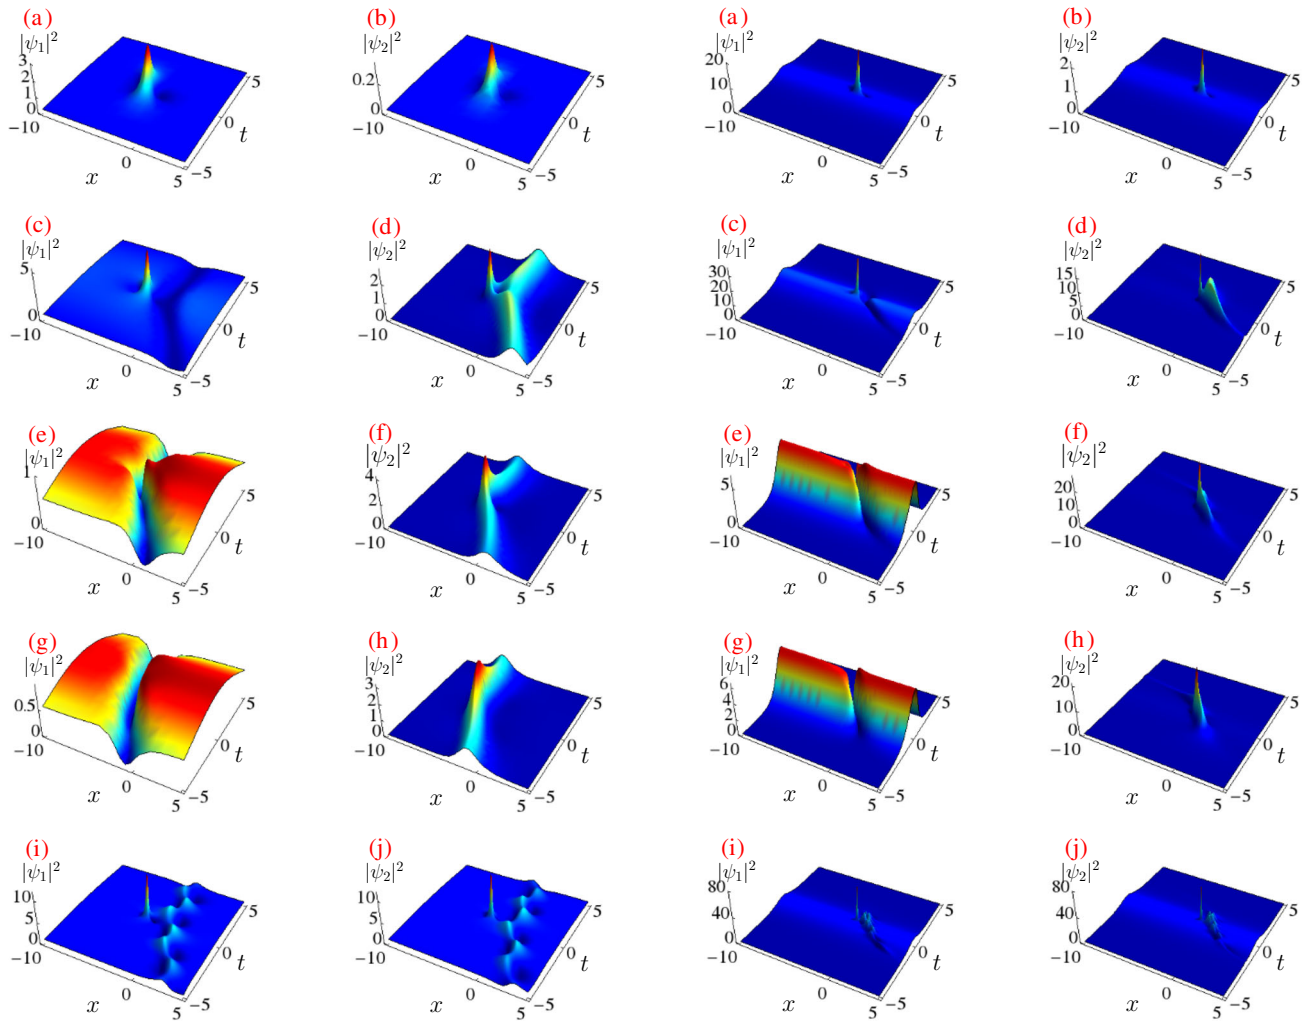 (a) (b) (a) (b)
|ψ₁|² |ψ₂|² |ψ₁|² |ψ₂|²
3 2 1 0 −10 0 5 x −5 0 5 t
0.2 0 −10 0 5 x −5 0 5 t
20 10 0 −10 0 5 x −5 0 5 t
2 1 0 −10 0 5 x −5 0 5 t
(c) (d) (c) (d)
|ψ₁|² |ψ₂|² |ψ₁|² |ψ₂|²
5 0 −10 0 5 x −5 0 5 t
2 1 0 −10 0 5 x −5 0 5 t
30 20 10 0 −10 0 5 x −5 0 5 t
15 10 5 0 −10 0 5 x −5 0 5 t
(e) (f) (e) (f)
|ψ₁|² |ψ₂|² |ψ₁|² |ψ₂|²
1 0 −10 0 5 x −5 0 5 t
4 2 0 −10 0 5 x −5 0 5 t
5 0 −10 0 5 x −5 0 5 t
20 10 0 −10 0 5 x −5 0 5 t
(g) (h) (g) (h)
|ψ₁|² |ψ₂|² |ψ₁|² |ψ₂|²
0.5 0 −10 0 5 x −5 0 5 t
3 2 1 0 −10 0 5 x −5 0 5 t
6 4 2 0 −10 0 5 x −5 0 5 t
20 10 0 −10 0 5 x −5 0 5 t
(i) (j) (i) (j)
|ψ₁|² |ψ₂|² |ψ₁|² |ψ₂|²
10 5 0 −10 0 5 x −5 0 5 t
10 5 0 −10 0 5 x −5 0 5 t
80 40 0 −10 0 5 x −5 0 5 t
80 40 0 −10 0 5 x −5 0 5 t